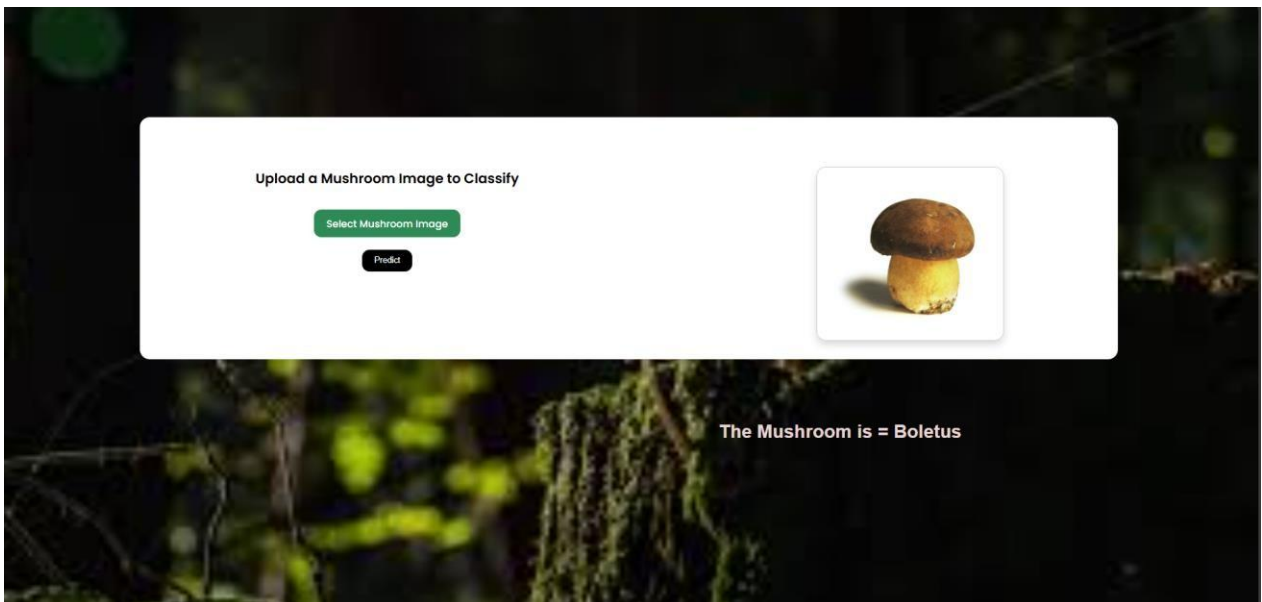 Upload a Mushroom Image to Classify
Select Mushroom Image
Predict
The Mushroom is = Boletus